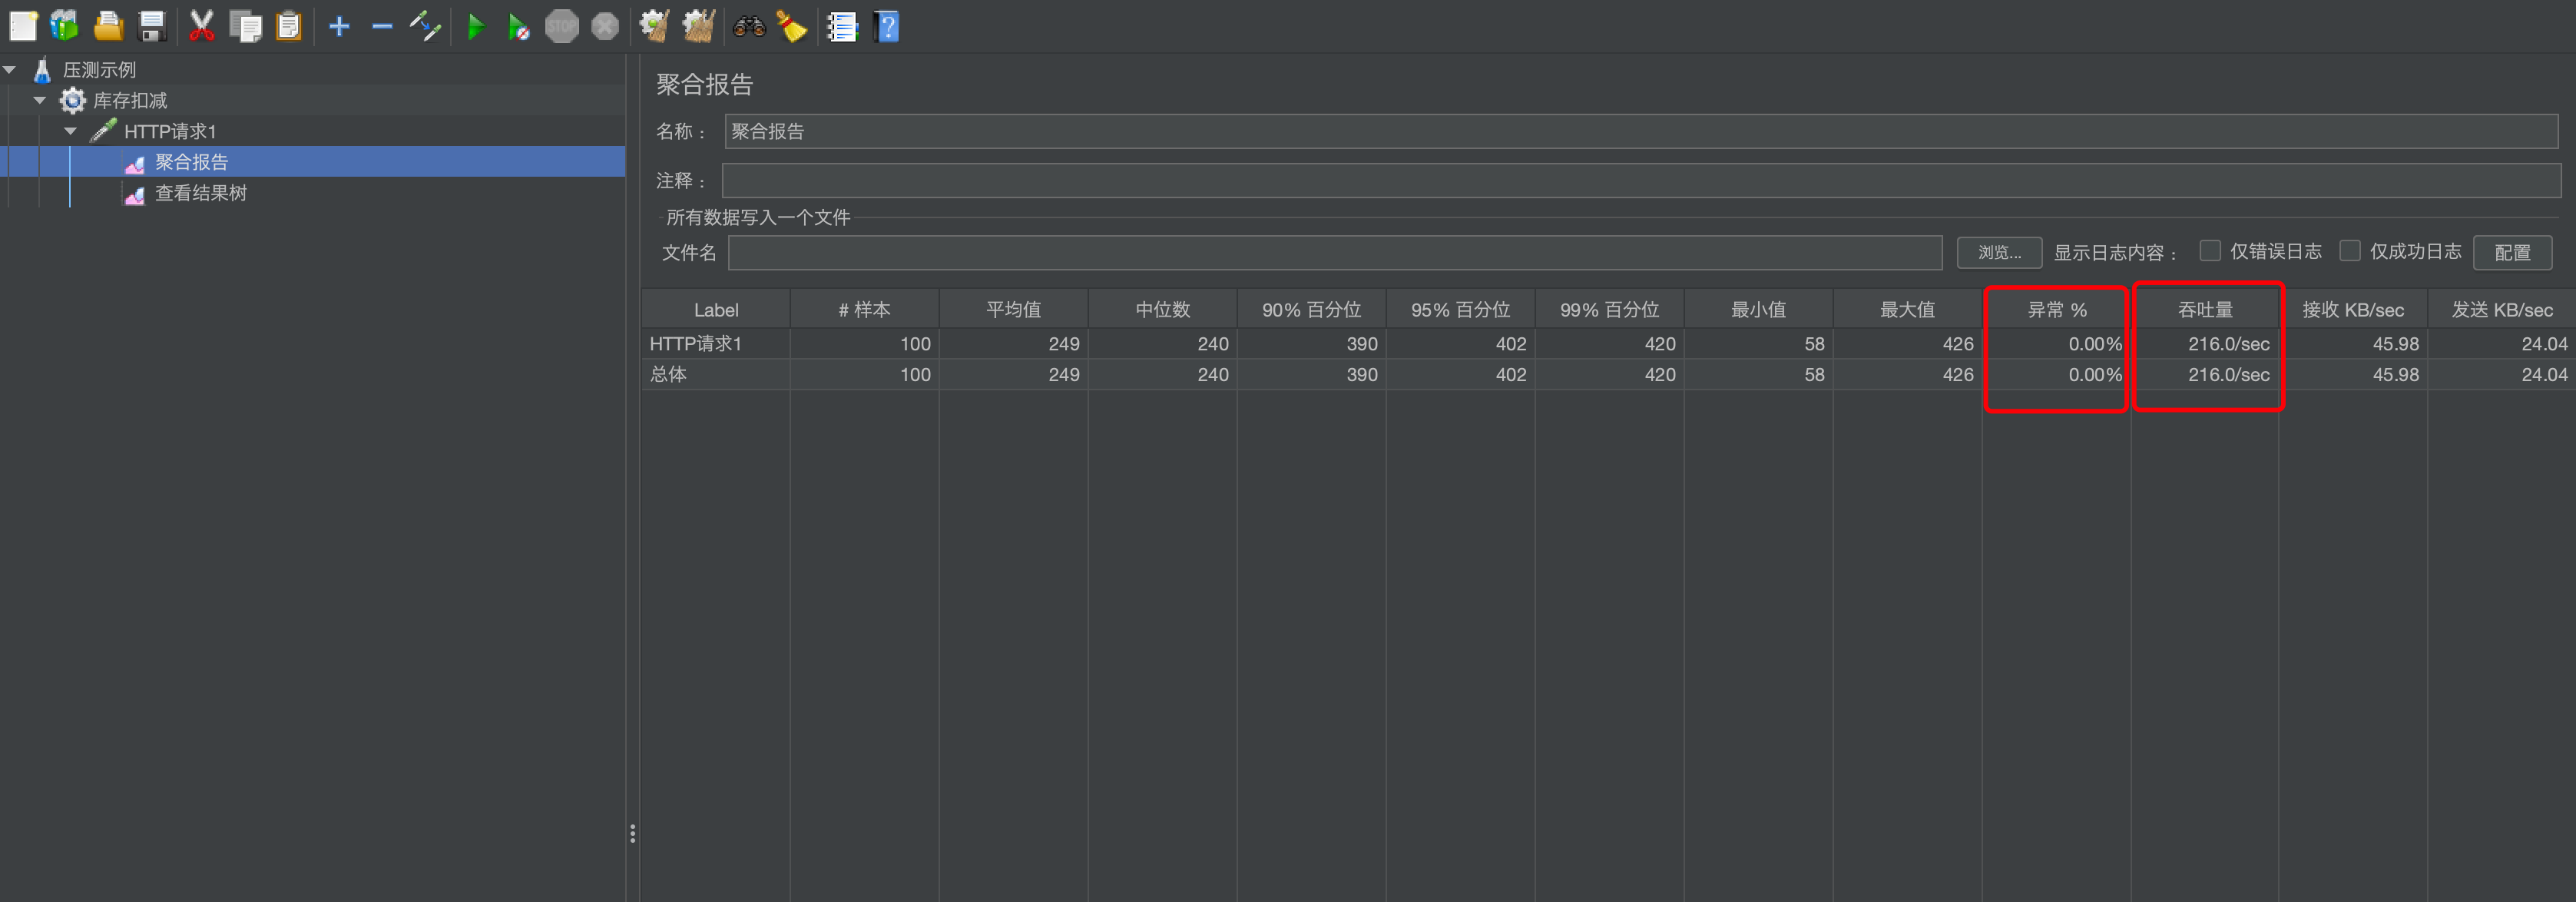 STOP
压测示例
库存扣减
HTTP请求1
聚合报告
查看结果树
聚合报告
名称： 聚合报告
注释：
所有数据写入一个文件
文件名 浏览... 显示日志内容： 仅错误日志 仅成功日志 配置
Label # 样本 平均值 中位数 90% 百分位 95% 百分位 99% 百分位 最小值 最大值 异常 % 吞吐量 接收 KB/sec 发送 KB/sec
HTTP请求1 100 249 240 390 402 420 58 426 0.00% 216.0/sec 45.98 24.04
总体 100 249 240 390 402 420 58 426 0.00% 216.0/sec 45.98 24.04